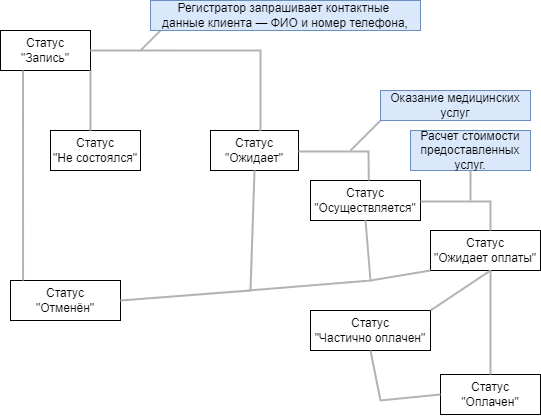 Регистратор запрашивает контактные
данные клиента — ФИО и номер телефона,
Статус
"Запись"
Оказание медицинских
услуг
Статус
"Не состоялся"
Статус
"Ожидает"
Расчет стоимости
предоставленных
услуг.
Статус
"Осуществляется"
Статус
"Ожидает оплаты"
Статус
"Отменён"
Статус
"Частично оплачен"
Статус
"Оплачен"